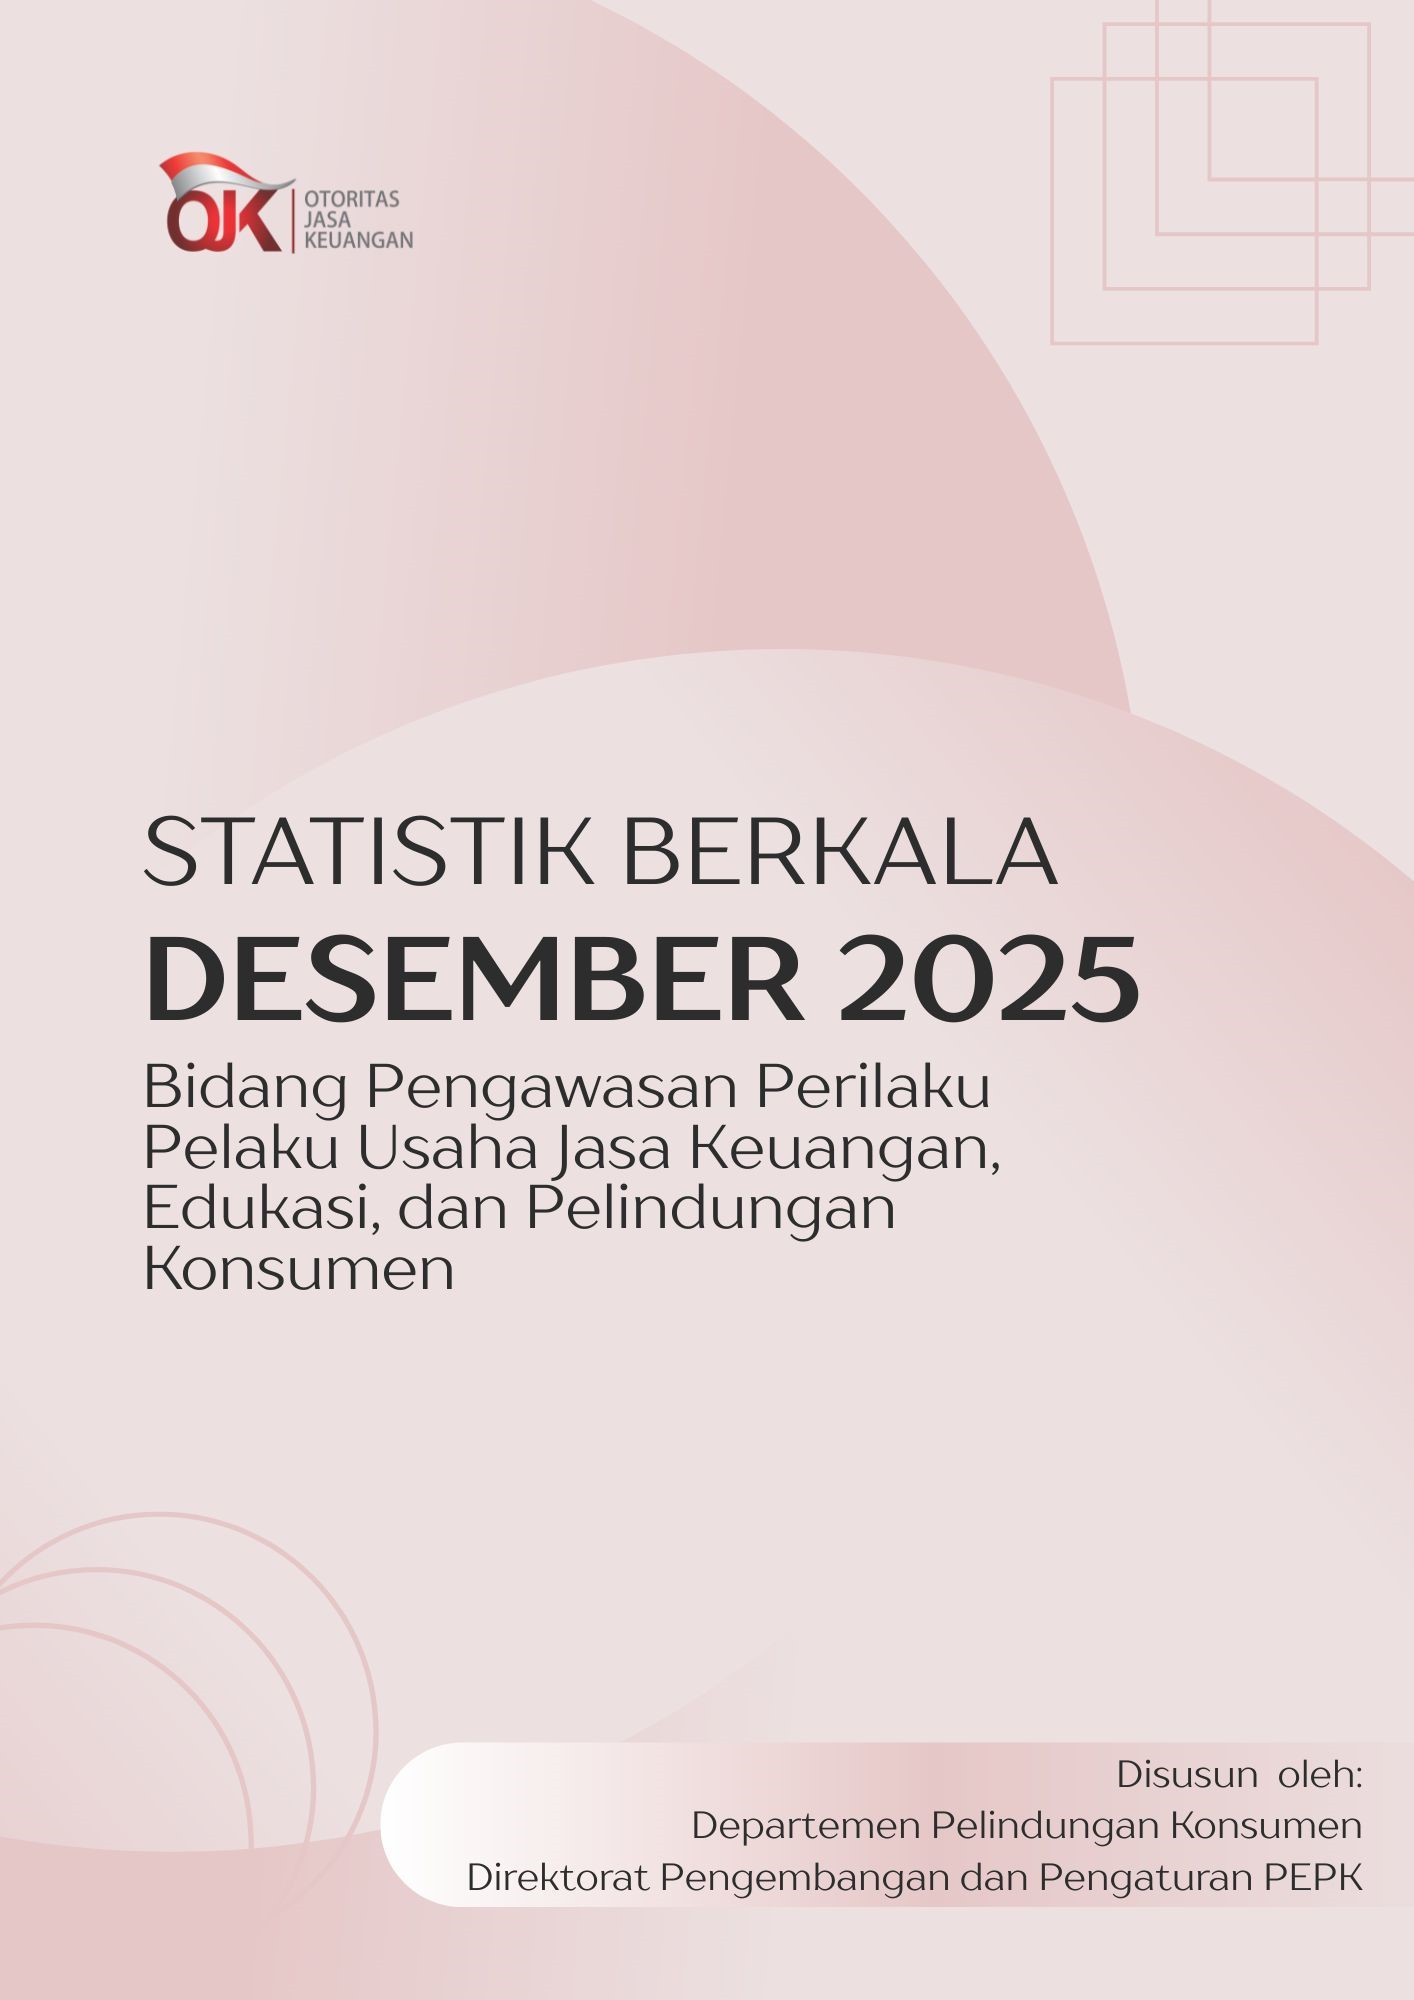 OJK
OTORITAS
JASA
KEUANGAN
STATISTIK BERKALA
DESEMBER 2025
Bidang Pengawasan Perilaku
Pelaku Usaha Jasa Keuangan,
Edukasi, dan Pelindungan
Konsumen
Disusun oleh:
Departemen Pelindungan Konsumen
Direktorat Pengembangan dan Pengaturan PEPK